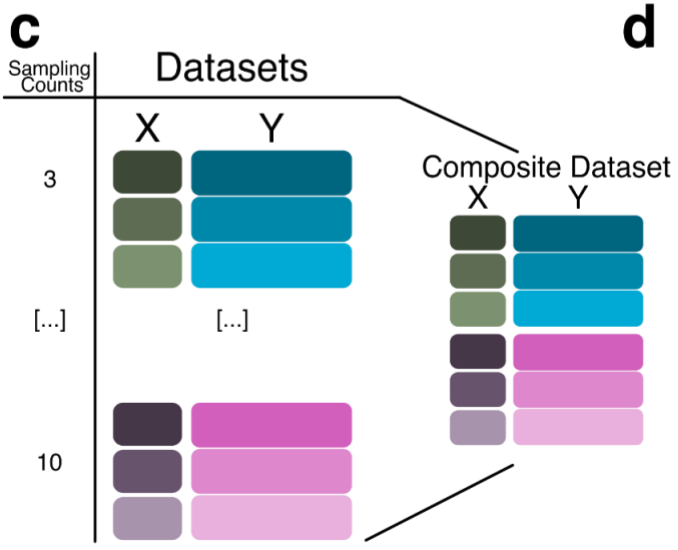 c
d
Sampling
Counts
Datasets
X Y
3
[...] [...]
10
Composite Dataset
X Y